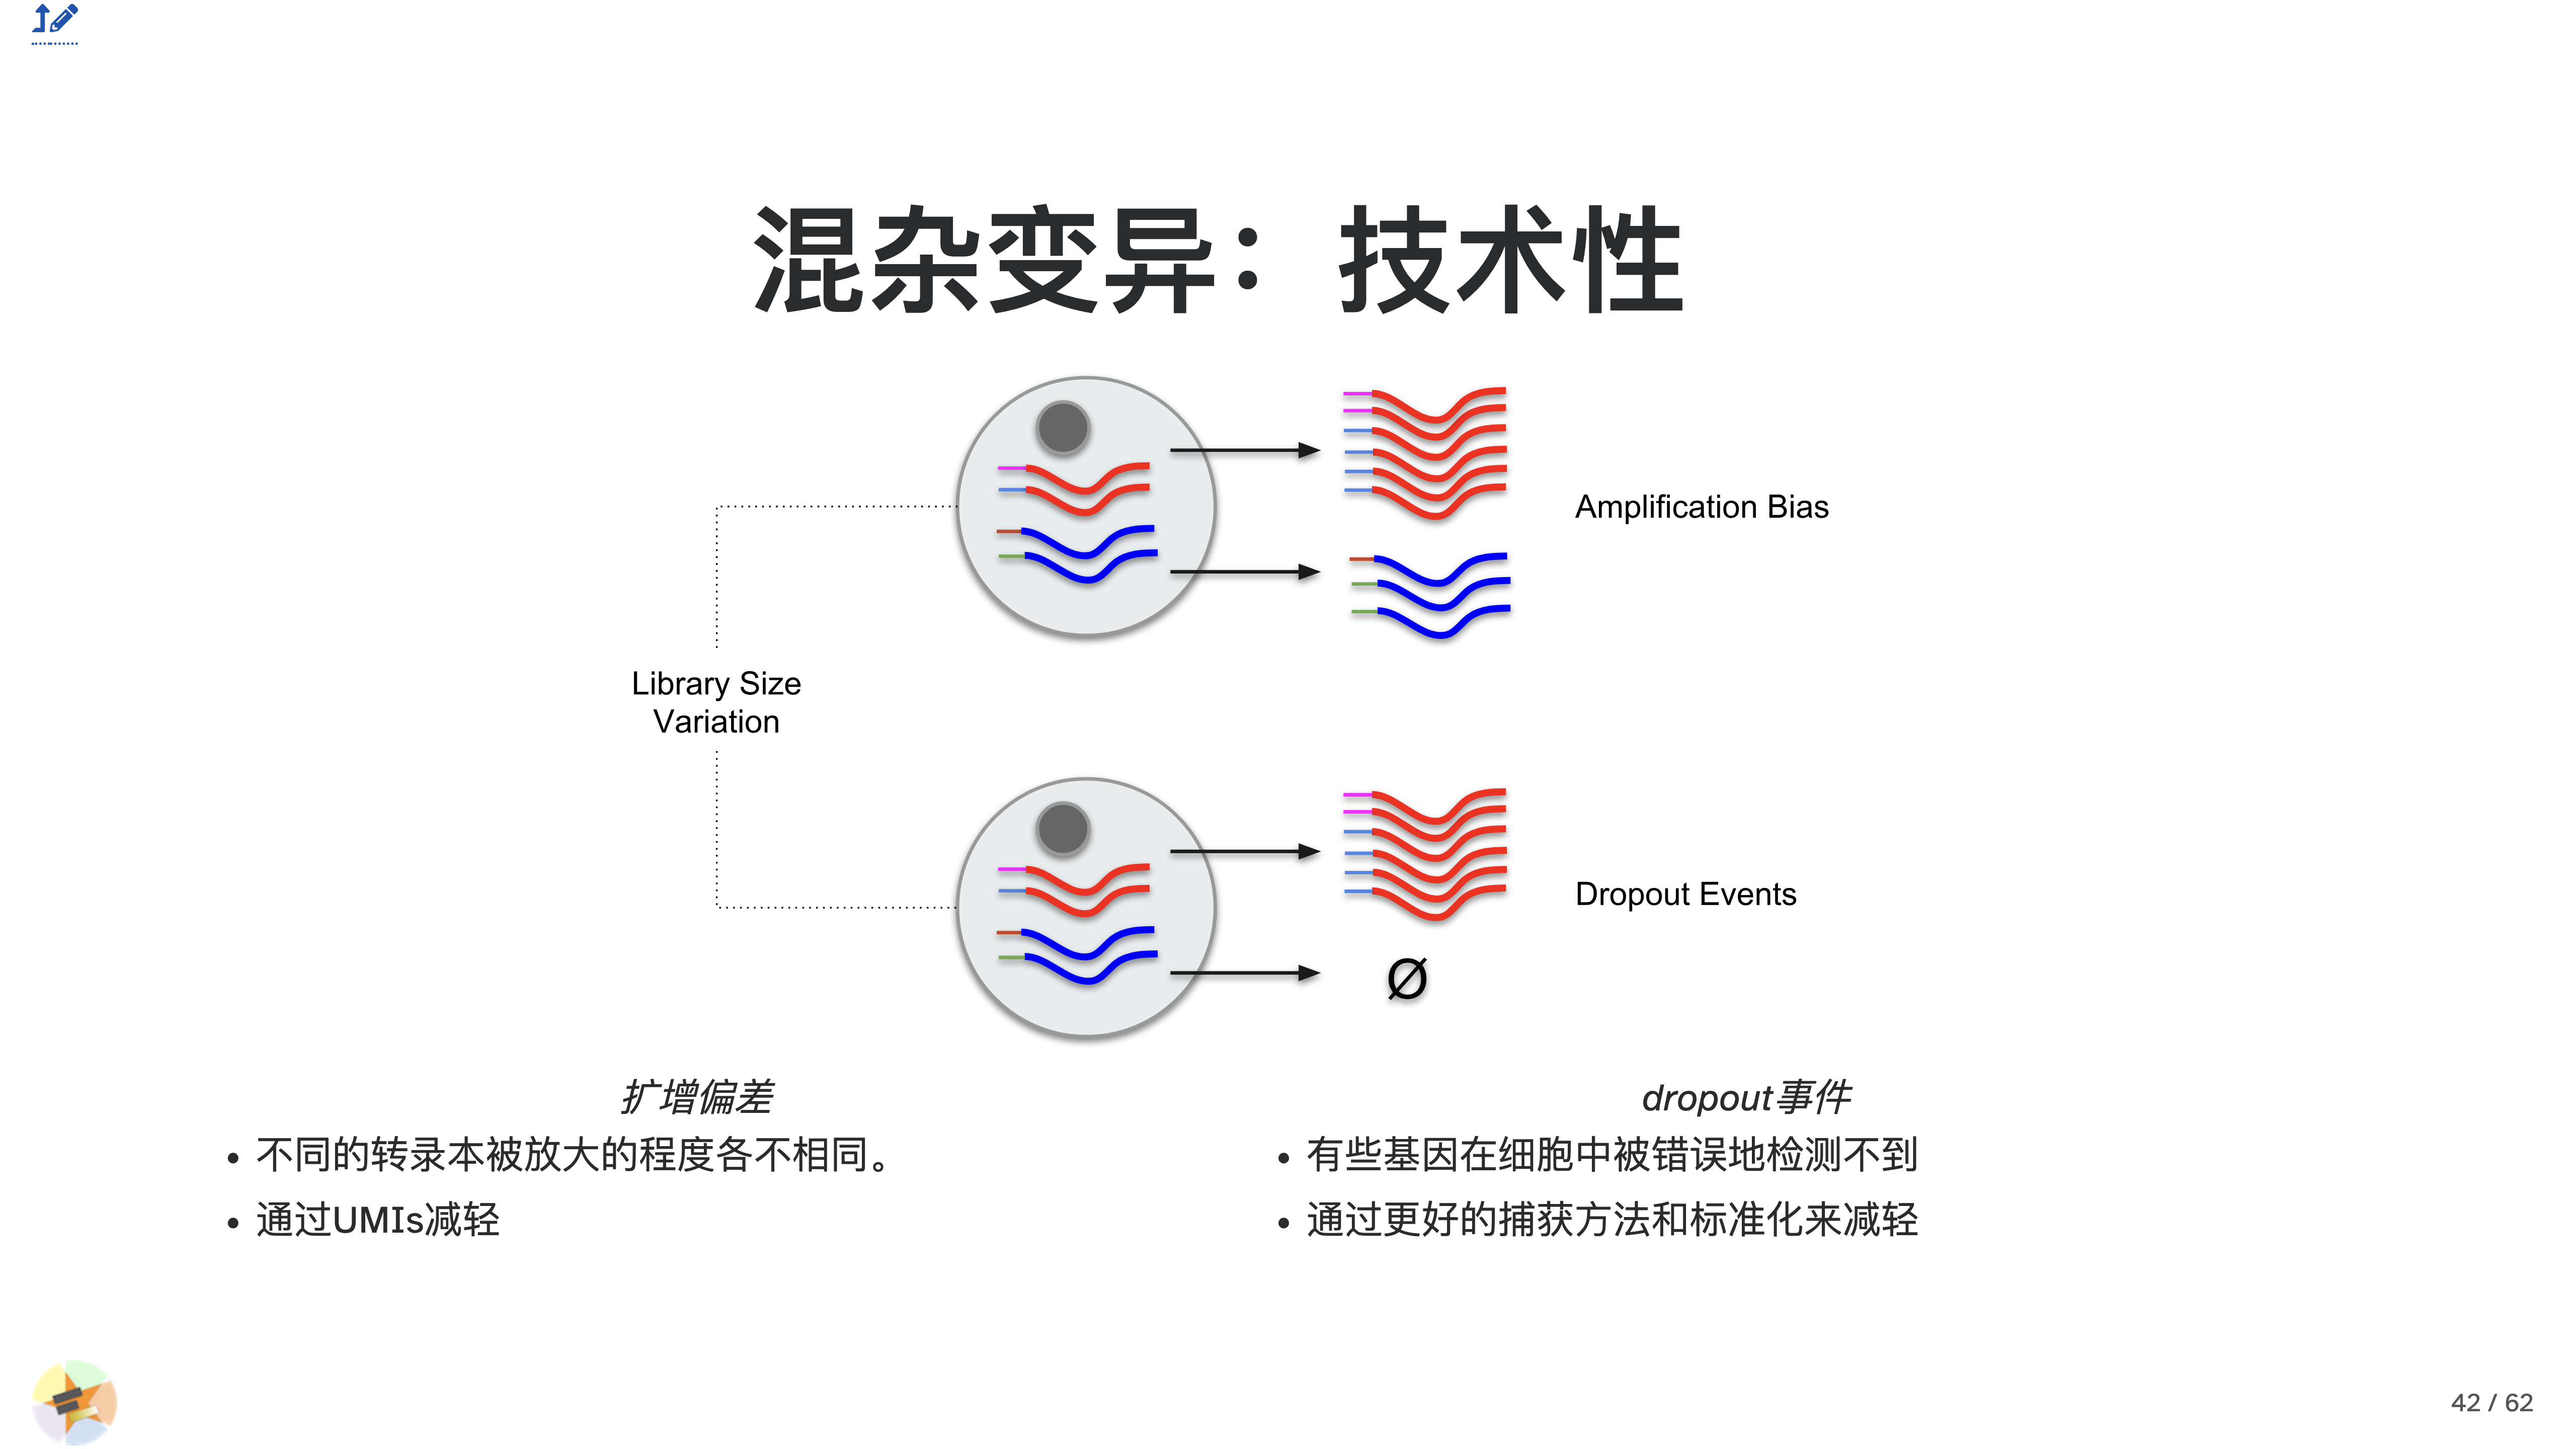 混杂变异：技术性
Amplification Bias
Library Size
Variation
Dropout Events
Ø
扩增偏差
不同的转录本被放大的程度各不相同。
通过UMIs减轻
dropout事件
有些基因在细胞中被错误地检测不到
通过更好的捕获方法和标准化来减轻
42 / 62